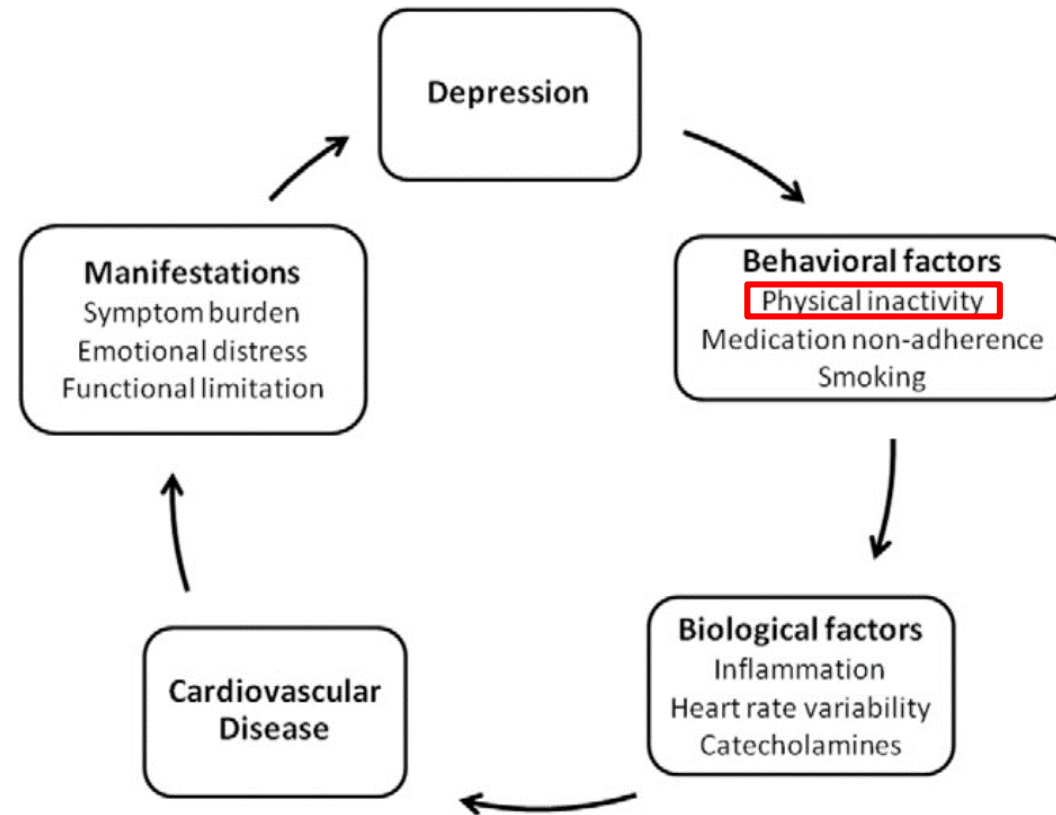 Depression
Behavioral factors
Physical inactivity
Medication non-adherence
Smoking
Biological factors
Inflammation
Heart rate variability
Catecholamines
Cardiovascular
Disease
Manifestations
Symptom burden
Emotional distress
Functional limitation